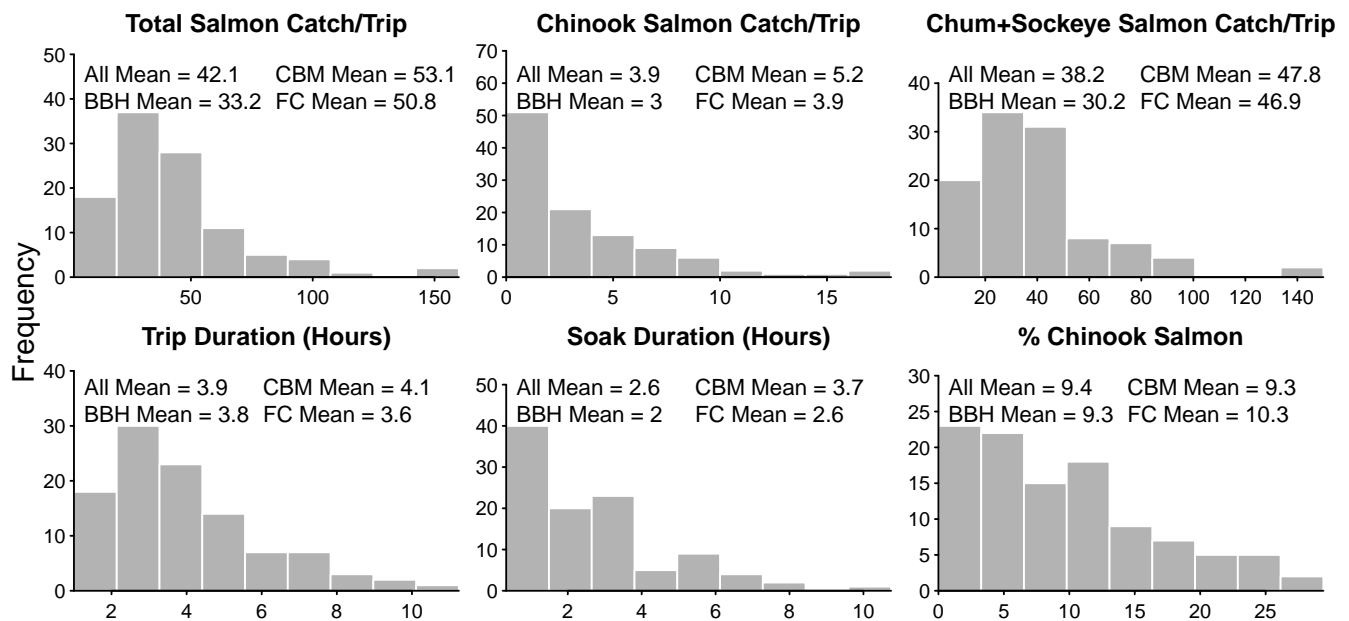 Total Salmon Catch/Trip
All Mean = 42.1 CBM Mean = 53.1
BBH Mean = 33.2 FC Mean = 50.8
50
40
30
20
10
0
50 100 150
Chinook Salmon Catch/Trip
All Mean = 3.9 CBM Mean = 5.2
BBH Mean = 3 FC Mean = 3.9
70
60
50
40
30
20
10
0
0 5 10 15
Chum+Sockeye Salmon Catch/Trip
All Mean = 38.2 CBM Mean = 47.8
BBH Mean = 30.2 FC Mean = 46.9
40
30
20
10
0
20 40 60 80 100 120 140
Frequency
Trip Duration (Hours)
All Mean = 3.9 CBM Mean = 4.1
BBH Mean = 3.8 FC Mean = 3.6
40
30
20
10
0
2 4 6 8 10
Soak Duration (Hours)
All Mean = 2.6 CBM Mean = 3.7
BBH Mean = 2 FC Mean = 2.6
50
40
30
20
10
0
2 4 6 8 10
% Chinook Salmon
All Mean = 9.4 CBM Mean = 9.3
BBH Mean = 9.3 FC Mean = 10.3
30
25
20
15
10
5
0
0 5 10 15 20 25